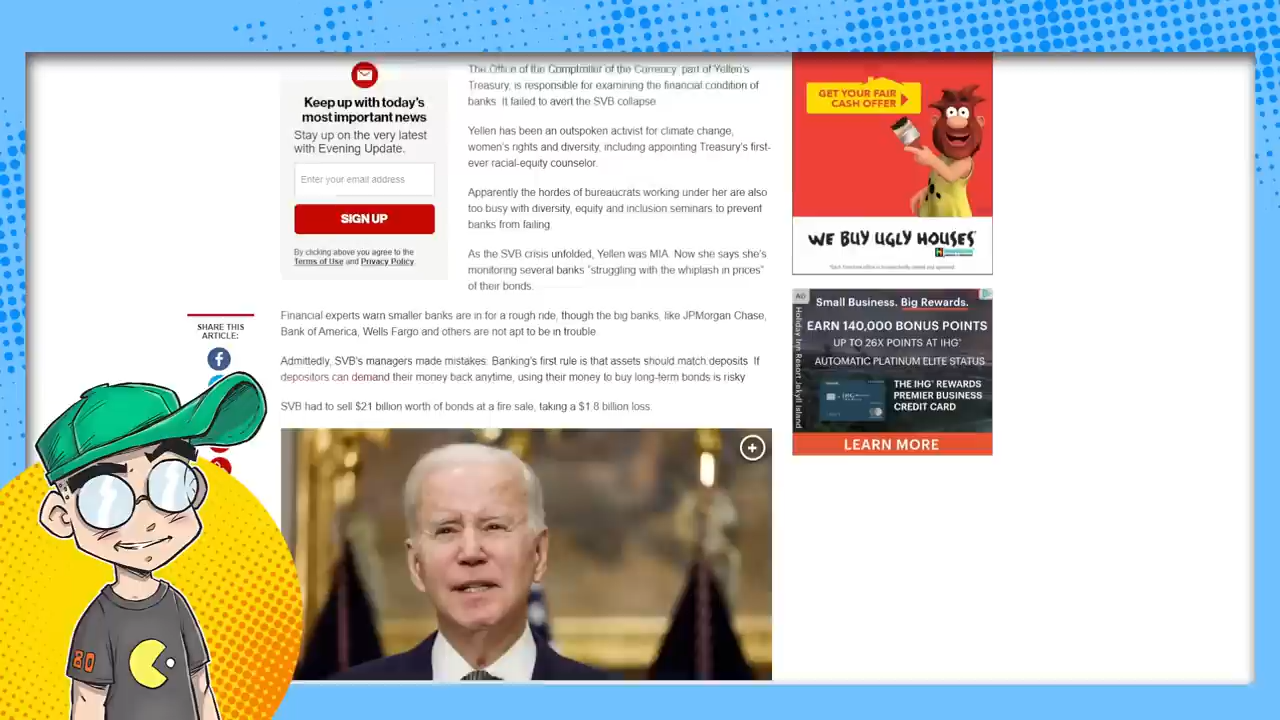 The Office of the Comptroller of the Currency, part of Yellen's
Treasury, is responsible for examining the financial condition of
banks. It failed to avert the SVB collapse.
Yellen has been an outspoken activist for climate change,
women's rights and diversity, including appointing Treasury's first-
ever racial-equity counselor.
Apparently the hordes of bureaucrats working under her are also
too busy with diversity, equity and inclusion seminars to prevent
banks from failing.
As the SVB crisis unfolded, Yellen was MIA. Now she says she's
monitoring several banks "struggling with the whiplash in prices"
of their bonds.
Keep up with today's
most important news
Stay up on the very latest
with Evening Update.
Enter your email address
SIGN UP
By clicking above you agree to the
Terms of Use and Privacy Policy.
Financial experts warn smaller banks are in for a rough ride, though the big banks, like JPMorgan Chase,
Bank of America, Wells Fargo and others are not apt to be in trouble.
SHARE THIS
ARTICLE:
Admittedly, SVB's managers made mistakes: Banking's first rule is that assets should match deposits. If
depositors can demand their money back anytime, using their money to buy long-term bonds is risky.
SVB had to sell $21 billion worth of bonds at a fire sale, taking a $1.8 billion loss.
GET YOUR FAIR
CASH OFFER
WE BUY UGLY HOUSES
AD
Small Business. Big Rewards.
EARN 140,000 BONUS POINTS
UP TO 26X POINTS AT IHG
AUTOMATIC PLATINUM ELITE STATUS
THE IHG REWARDS
PREMIER BUSINESS
CREDIT CARD
Holiday Inn Resort Jekyll Island
LEARN MORE
80